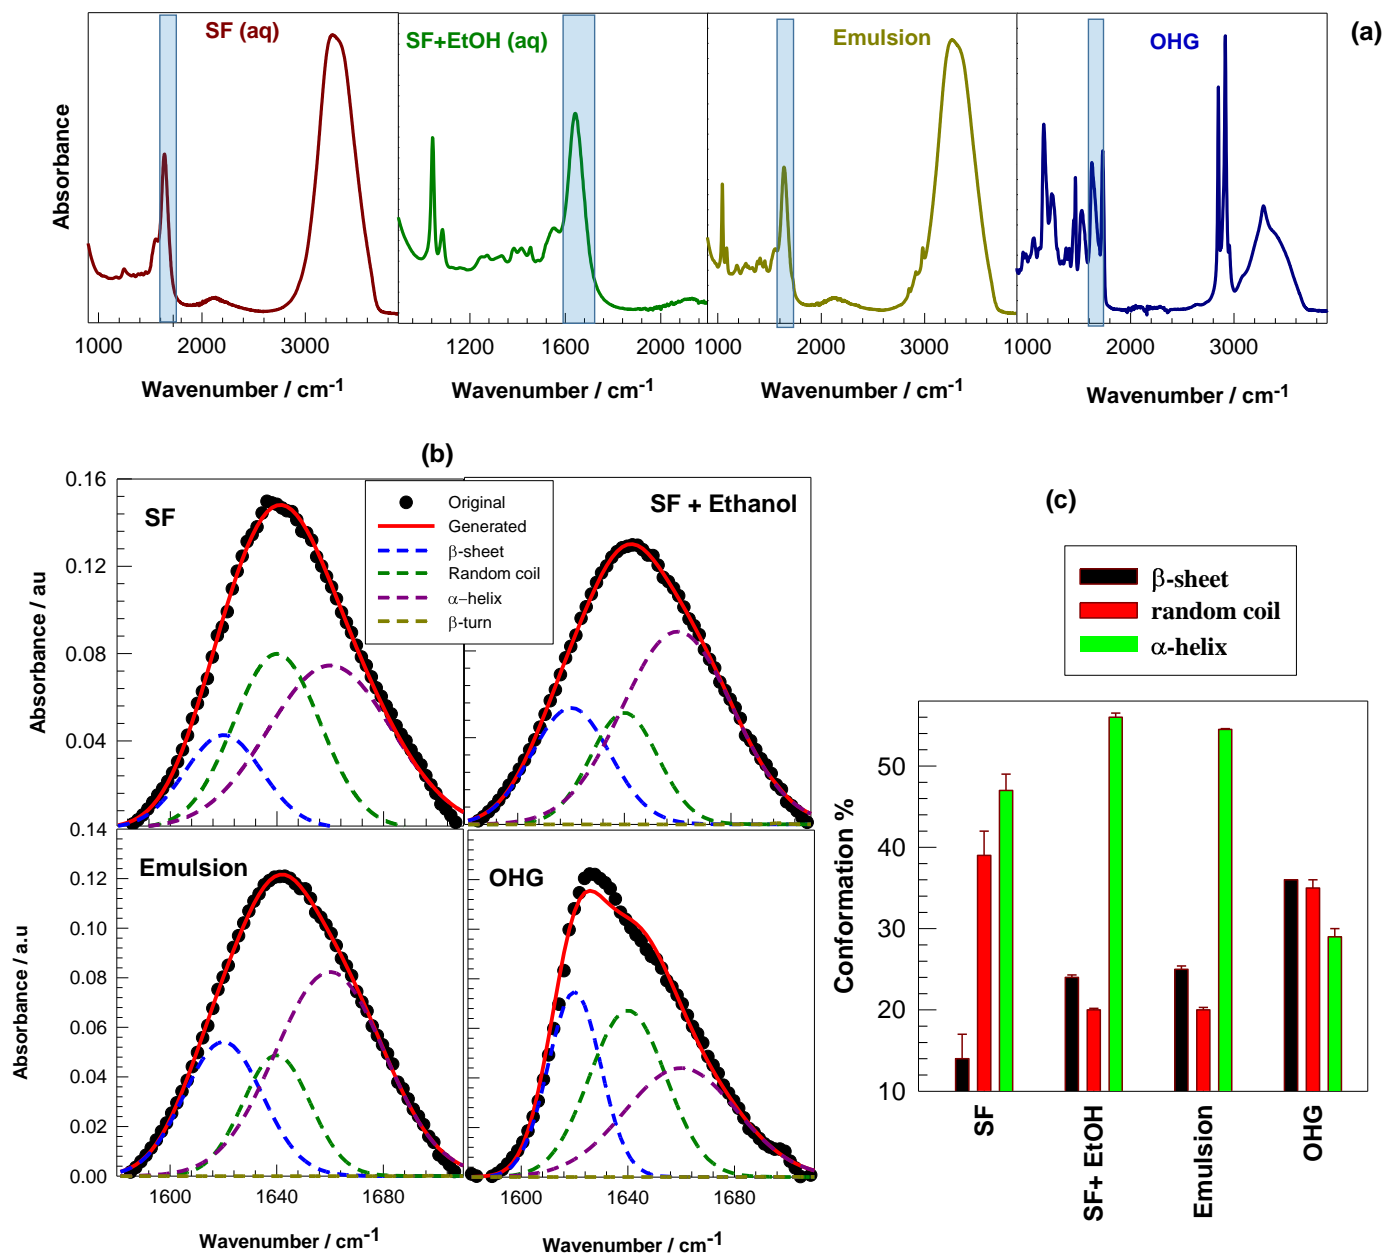 SF (aq)
SF+EtOH (aq)
Emulsion
OHG
(a)
Absorbance
1000 2000 3000
1200 1600 2000
1000 2000 3000
1000 2000 3000
Wavenumber / cm-1
Wavenumber / cm-1
Wavenumber / cm-1
Wavenumber / cm-1
(b)
0.16
0.12
0.08
0.04
Absorbance / au
SF
Original
Generated
β-sheet
Random coil
α−helix
β-turn
SF + Ethanol
0.14
0.12
0.10
0.08
0.06
0.04
0.02
0.00
Absorbance / a.u
Emulsion
OHG
1600 1640 1680
1600 1640 1680
Wavenumber / cm-1
Wavenumber / cm-1
(c)
β-sheet
random coil
α-helix
Conformation %
50
40
30
20
10
SF
SF+ EtOH
Emulsion
OHG